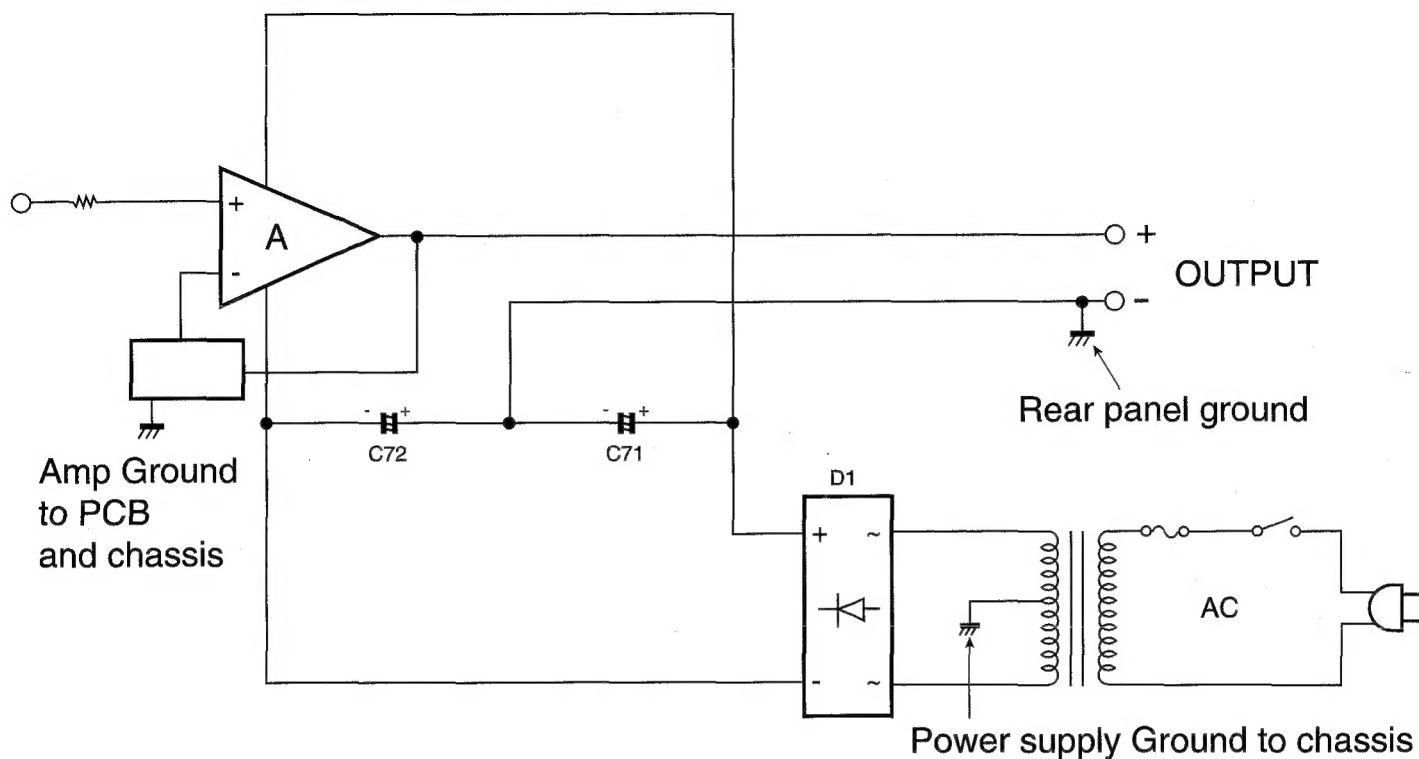 +
A
-
+
OUTPUT
-
Rear panel ground
- +
C72
- +
C71
Amp Ground
to PCB
and chassis
D1
+ ~
- ~
AC
Power supply Ground to chassis